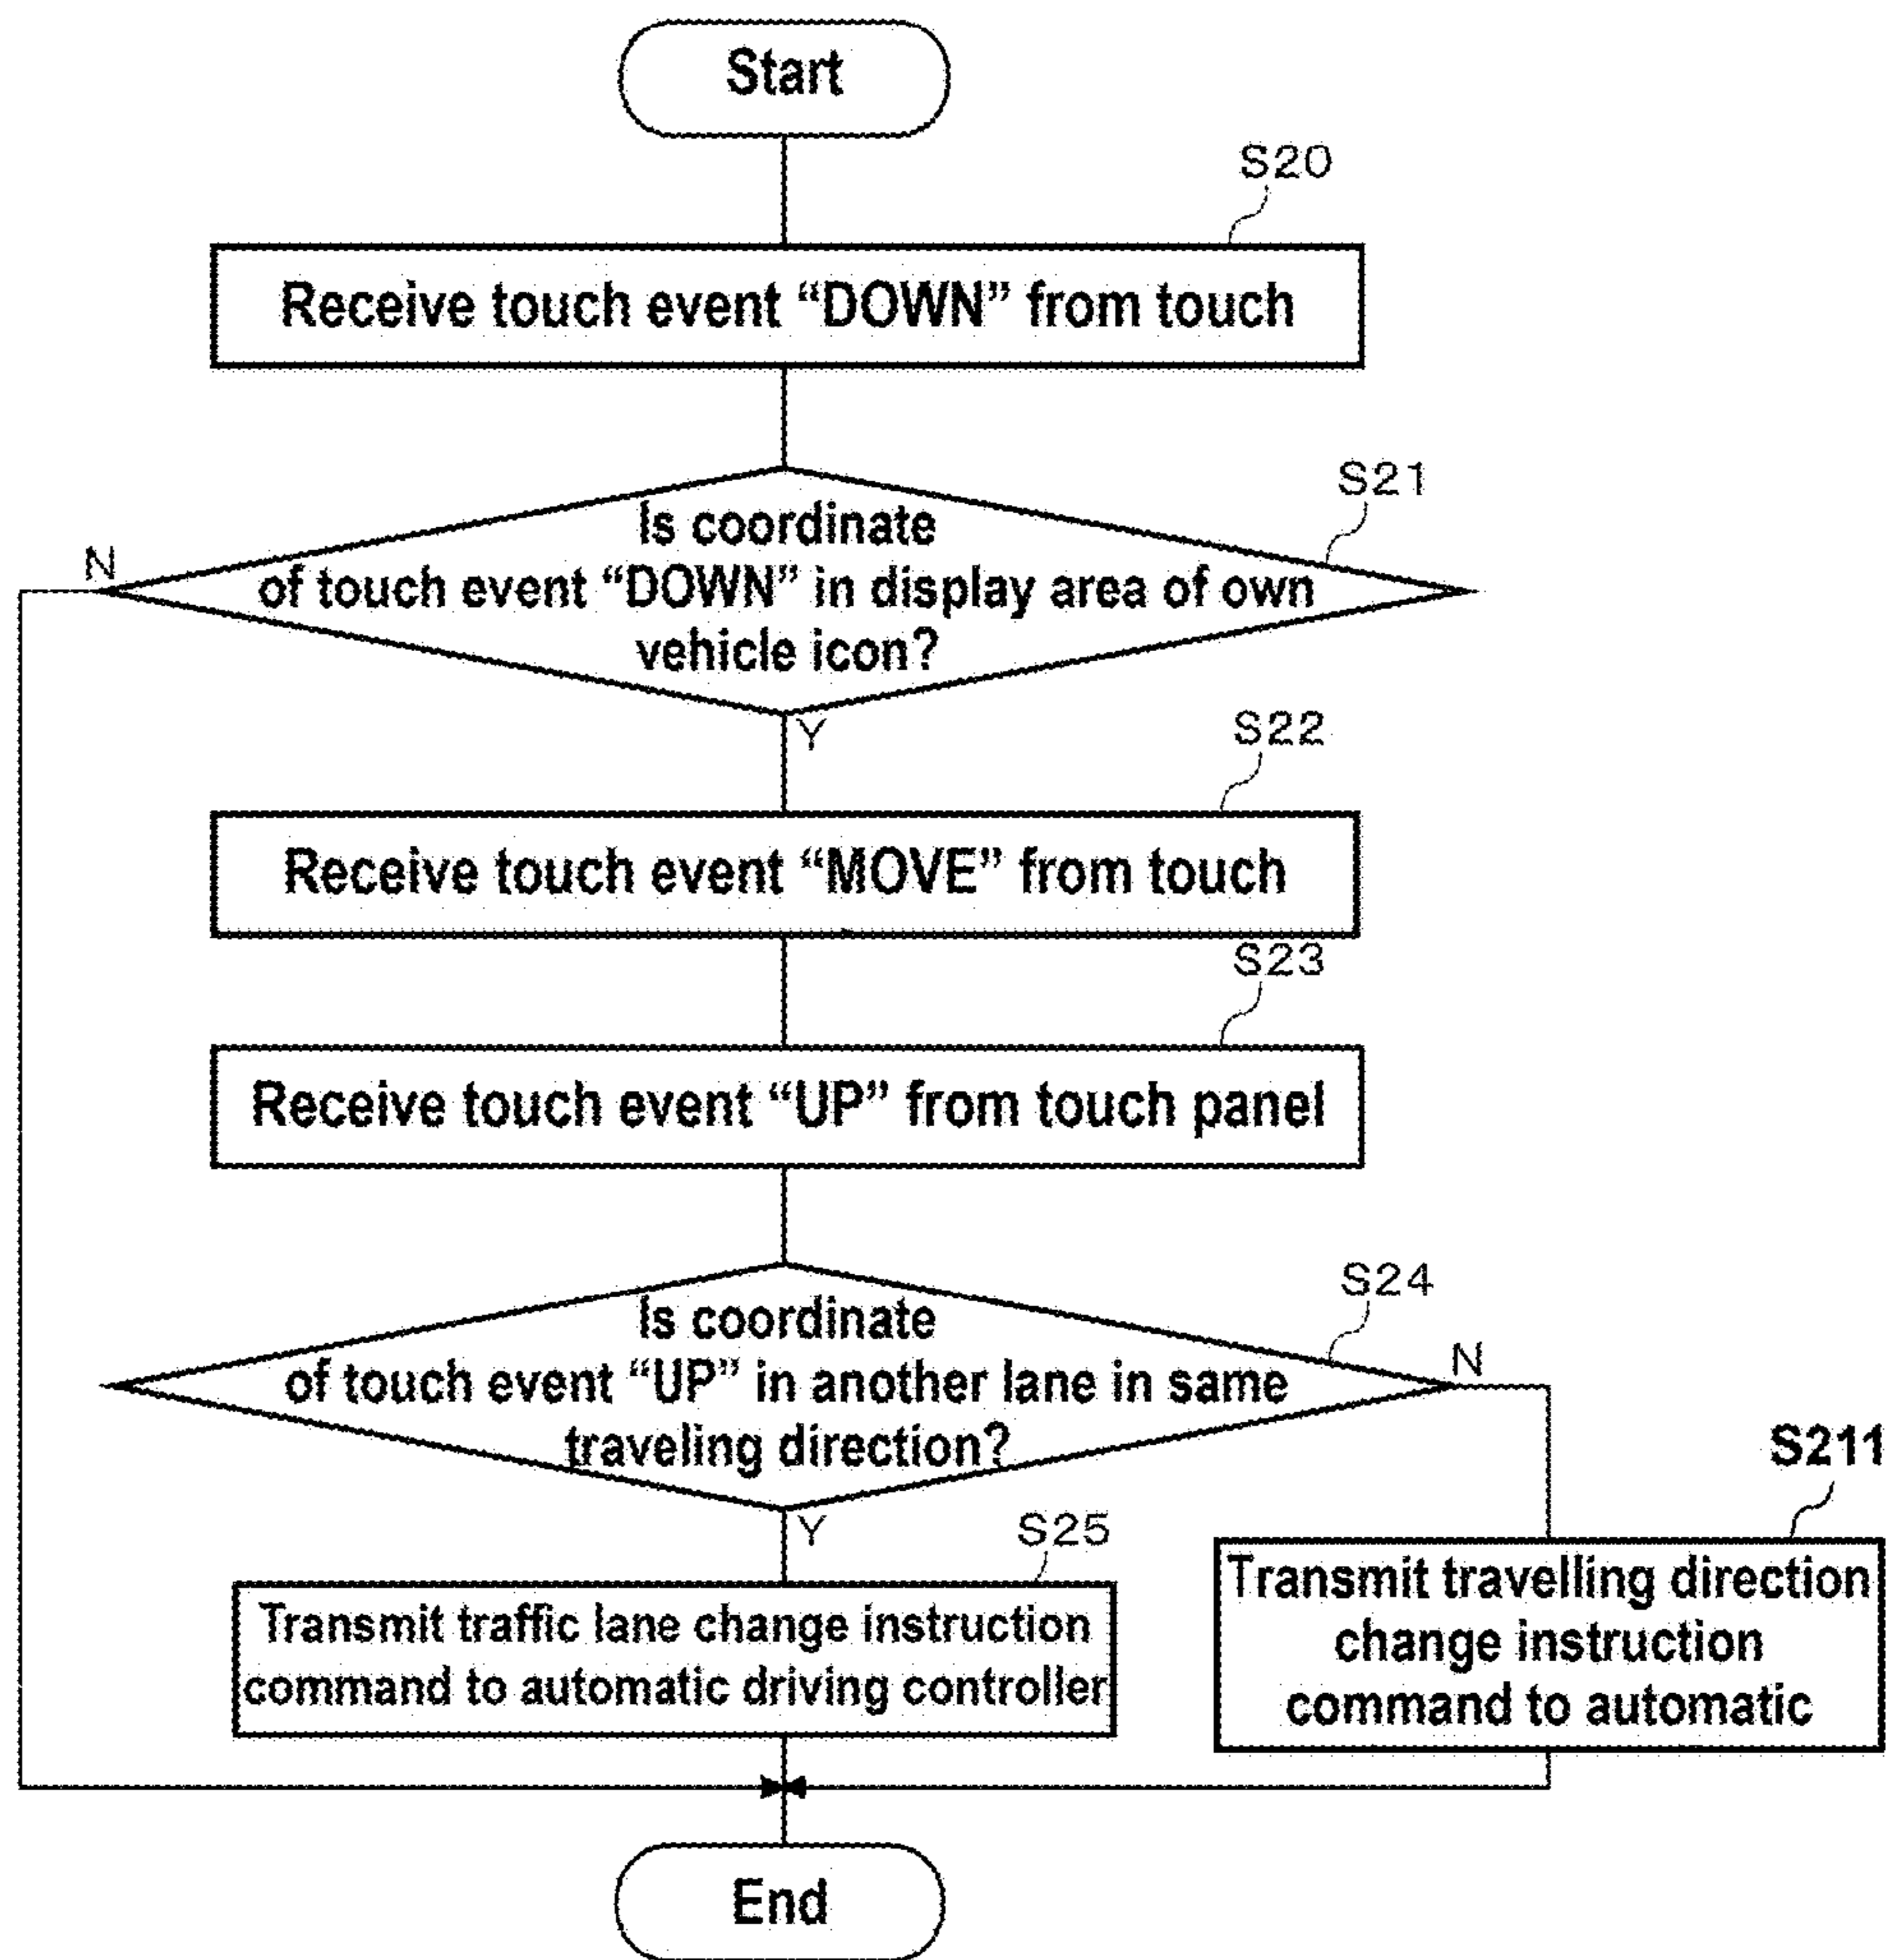 Start
S20
Receive touch event “DOWN” from touch
S21
Is coordinate
of touch event “DOWN” in display area of own
vehicle icon?
N
Y
S22
Receive touch event “MOVE” from touch
S23
Receive touch event “UP” from touch panel
S24
Is coordinate
of touch event “UP” in another lane in same
traveling direction?
N
Y
S25
Transmit traffic lane change instruction
command to automatic driving controller
S211
Transmit travelling direction
change instruction
command to automatic
End